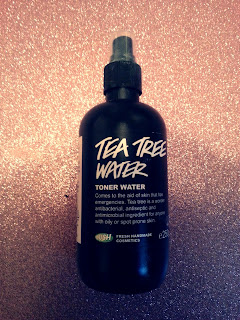 TEA TREE
WATER
TONER WATER
Comes to the aid of skin that has
emergencies. Tea tree is a wonder
antibacterial, antiseptic and
antimicrobial ingredient for anyone
with oily or spot prone skin.
LUSH
FRESH HANDMADE
COSMETICS